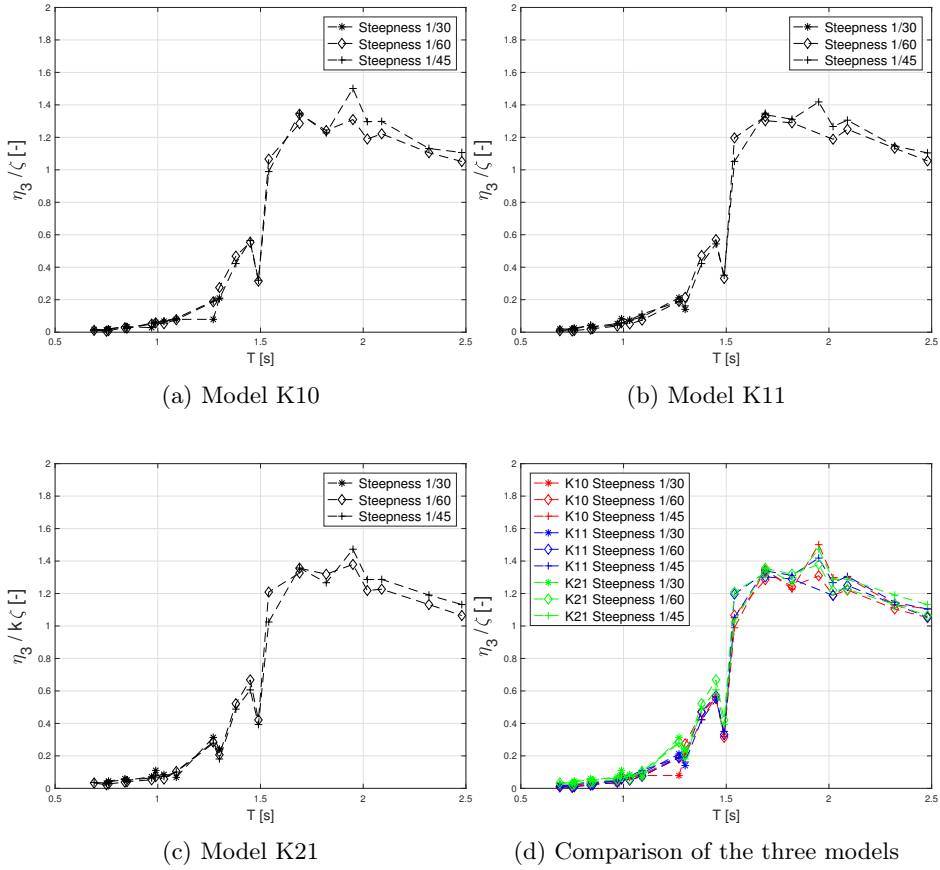 2
1.8
1.6
1.4
1.2
1
0.8
0.6
0.4
0.2
0
η3 / ζ [-]
Steepness 1/30
Steepness 1/60
Steepness 1/45
0.5 1 1.5 2 2.5
T [s]
(a) Model K10
2
1.8
1.6
1.4
1.2
1
0.8
0.6
0.4
0.2
0
η3 / ζ [-]
Steepness 1/30
Steepness 1/60
Steepness 1/45
0.5 1 1.5 2 2.5
T [s]
(b) Model K11
2
1.8
1.6
1.4
1.2
1
0.8
0.6
0.4
0.2
0
η3 / k ζ [-]
Steepness 1/30
Steepness 1/60
Steepness 1/45
0.5 1 1.5 2 2.5
T [s]
(c) Model K21
2
1.8
1.6
1.4
1.2
1
0.8
0.6
0.4
0.2
0
η3 / ζ [-]
K10 Steepness 1/30
K10 Steepness 1/60
K10 Steepness 1/45
K11 Steepness 1/30
K11 Steepness 1/60
K11 Steepness 1/45
K21 Steepness 1/30
K21 Steepness 1/60
K21 Steepness 1/45
0.5 1 1.5 2 2.5
T [s]
(d) Comparison of the three models